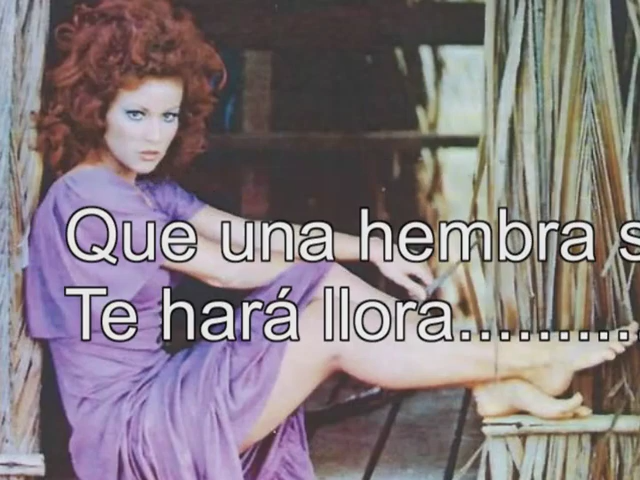 Que una hembra s
Te hará llora...........